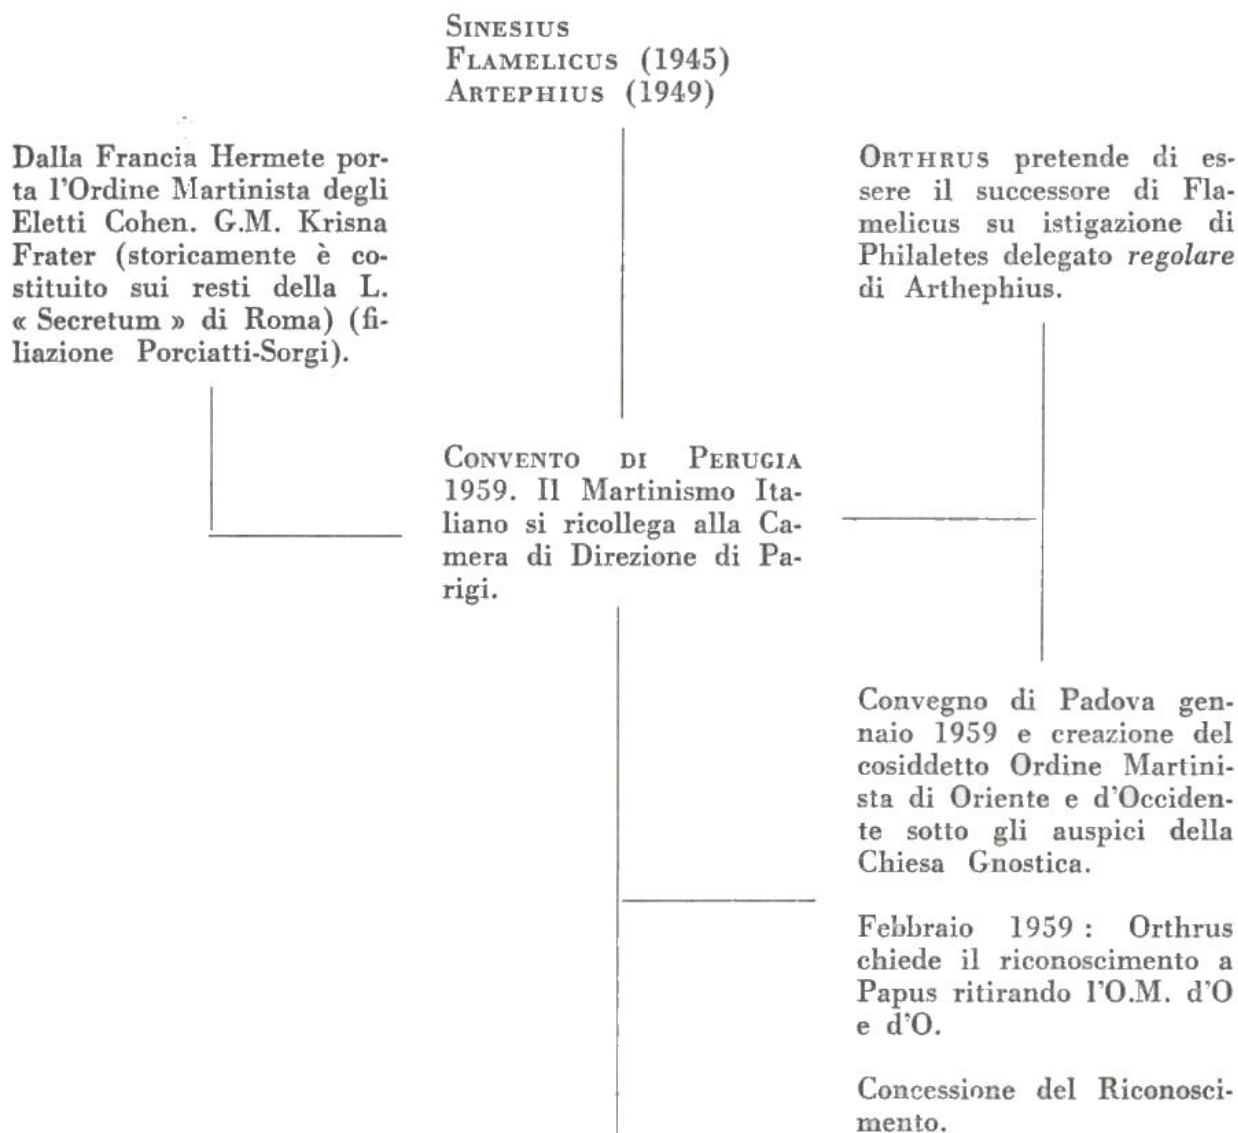 SINESIUS
FLAMELICUS (1945)
ARTEPHIUS (1949)
Dalla Francia Hermete por-
ta l'Ordine Martinista degli
Eletti Cohen. G.M. Krisna
Frater (storicamente è co-
stituito sui resti della L.
« Secretum » di Roma) (fi-
liazione Porciatti-Sorgi).
ORTHRUS pretende di es-
sere il successore di Fla-
melicus su istigazione di
Philaletes delegato regolare
di Arthephius.
CONVENTO DI PERUGIA
1959. Il Martinismo Ita-
liano si ricollega alla Ca-
mera di Direzione di Pa-
rigi.
Convegno di Padova gen-
naio 1959 e creazione del
cosiddetto Ordine Martini-
sta di Oriente e d'Occiden-
te sotto gli auspici della
Chiesa Gnostica.
Febbraio 1959 : Orthrus
chiede il riconoscimento a
Papus ritirando l'O.M. d'O
e d'O.
Concessione del Riconosci-
mento.